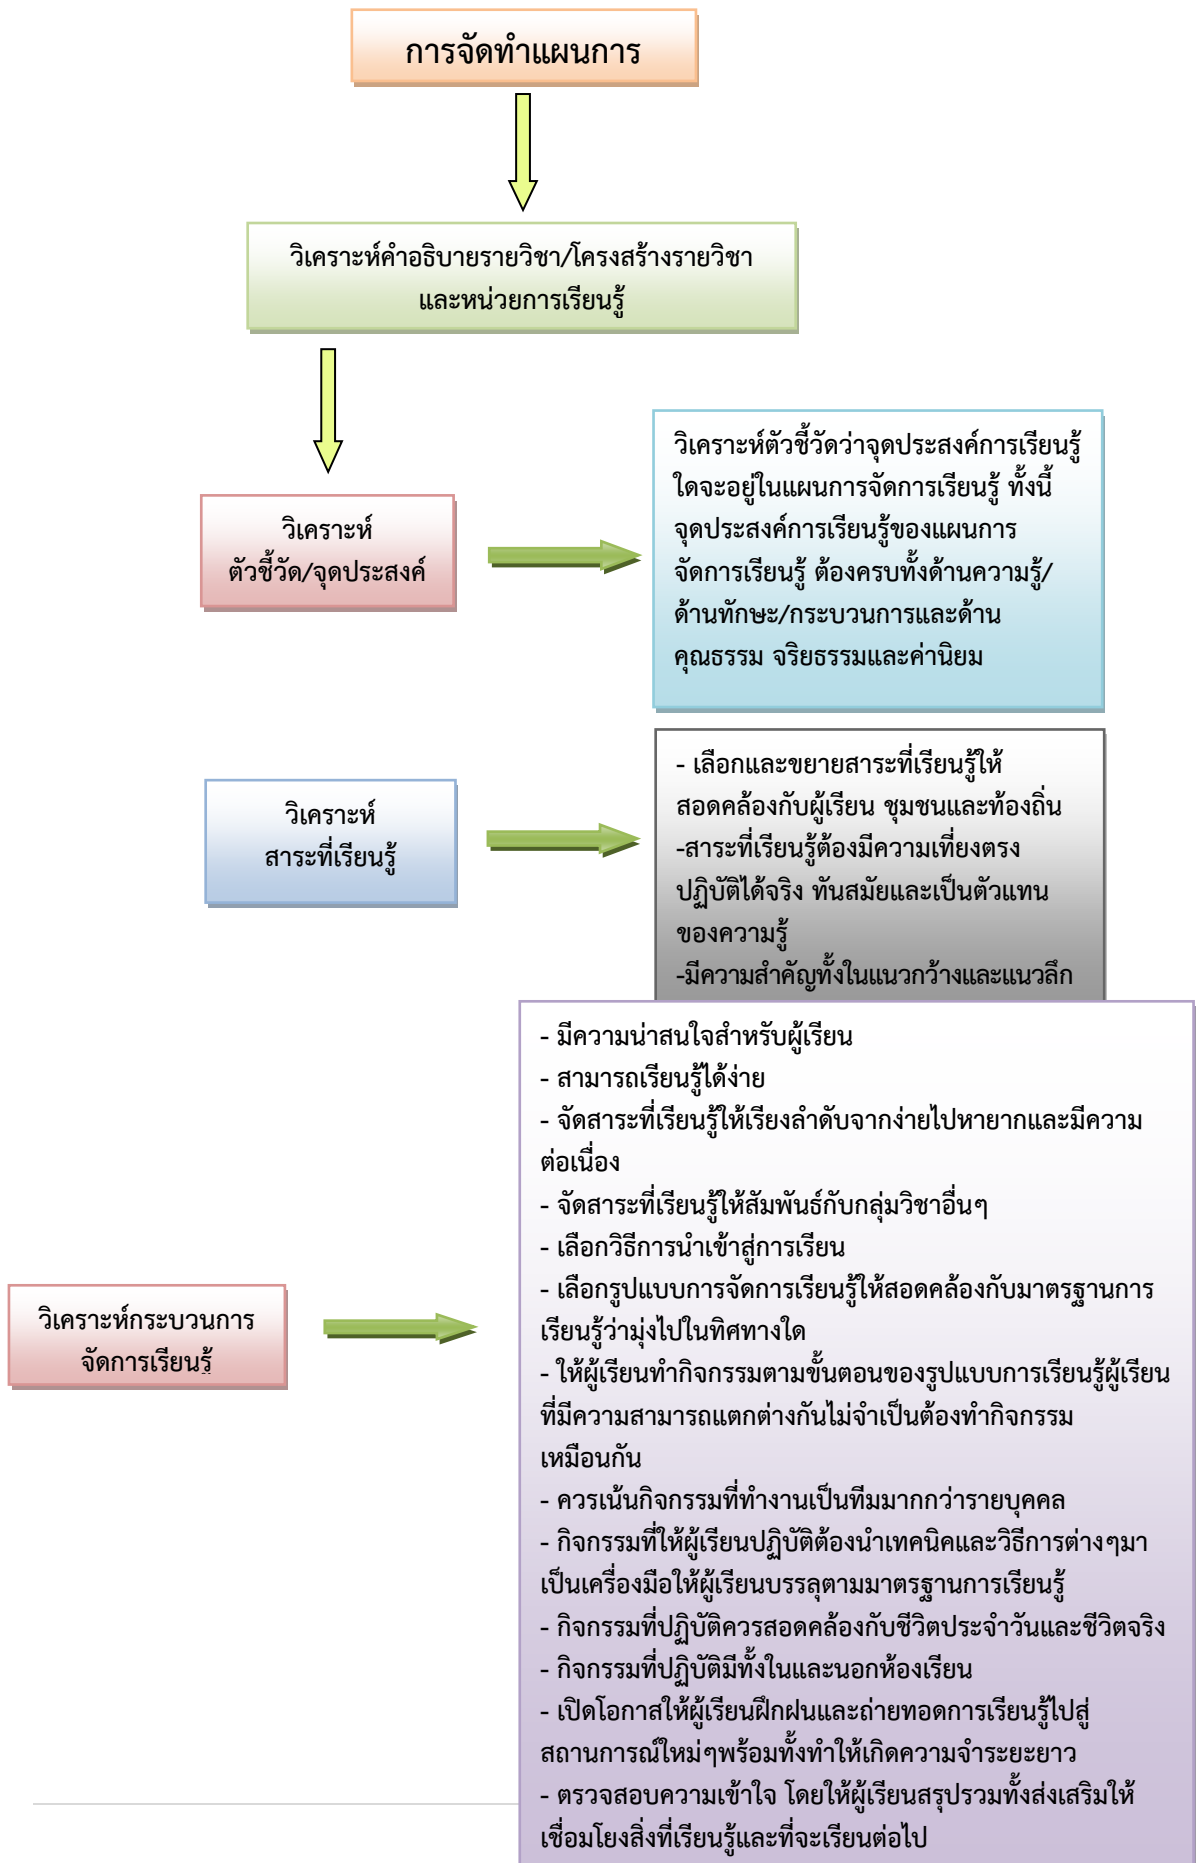 การจัดทำแผนการ
วิเคราะห์คำอธิบายรายวิชา/โครงสร้างรายวิชา
และหน่วยการเรียนรู้
วิเคราะห์
ตัวชี้วัด/จุดประสงค์
วิเคราะห์ตัวชี้วัดว่าจุดประสงค์การเรียนรู้
ใดจะอยู่ในแผนการจัดการเรียนรู้ ทั้งนี้
จุดประสงค์การเรียนรู้ของแผนการ
จัดการเรียนรู้ ต้องครบทั้งด้านความรู้/
ด้านทักษะ/กระบวนการและด้าน
คุณธรรม จริยธรรมและค่านิยม
วิเคราะห์
สาระที่เรียนรู้
- เลือกและขยายสาระที่เรียนรู้ให้
สอดคล้องกับผู้เรียน ชุมชนและท้องถิ่น
-สาระที่เรียนรู้ต้องมีความเที่ยงตรง
ปฏิบัติได้จริง ทันสมัยและเป็นตัวแทน
ของความรู้
-มีความสำคัญทั้งในแนวกว้างและแนวลึก
วิเคราะห์กระบวนการ
จัดการเรียนรู้
- มีความน่าสนใจสำหรับผู้เรียน
- สามารถเรียนรู้ได้ง่าย
- จัดสาระที่เรียนรู้ให้เรียงลำดับจากง่ายไปหายากและมีความ
ต่อเนื่อง
- จัดสาระที่เรียนรู้ให้สัมพันธ์กับกลุ่มวิชาอื่นๆ
- เลือกวิธีการนำเข้าสู่การเรียน
- เลือกรูปแบบการจัดการเรียนรู้ให้สอดคล้องกับมาตรฐานการ
เรียนรู้ว่ามุ่งไปในทิศทางใด
- ให้ผู้เรียนทำกิจกรรมตามขั้นตอนของรูปแบบการเรียนรู้ผู้เรียน
ที่มีความสามารถแตกต่างกันไม่จำเป็นต้องทำกิจกรรม
เหมือนกัน
- ควรเน้นกิจกรรมที่ทำงานเป็นทีมมากกว่ารายบุคคล
- กิจกรรมที่ให้ผู้เรียนปฏิบัติต้องนำเทคนิคและวิธีการต่างๆมา
เป็นเครื่องมือให้ผู้เรียนบรรลุตามมาตรฐานการเรียนรู้
- กิจกรรมที่ปฏิบัติควรสอดคล้องกับชีวิตประจำวันและชีวิตจริง
- กิจกรรมที่ปฏิบัติมีทั้งในและนอกห้องเรียน
- เปิดโอกาสให้ผู้เรียนฝึกฝนและถ่ายทอดการเรียนรู้ไปสู่
สถานการณ์ใหม่ๆพร้อมทั้งทำให้เกิดความจำระยะยาว
- ตรวจสอบความเข้าใจ โดยให้ผู้เรียนสรุปรวมทั้งส่งเสริมให้
เชื่อมโยงสิ่งที่เรียนรู้และที่จะเรียนต่อไป